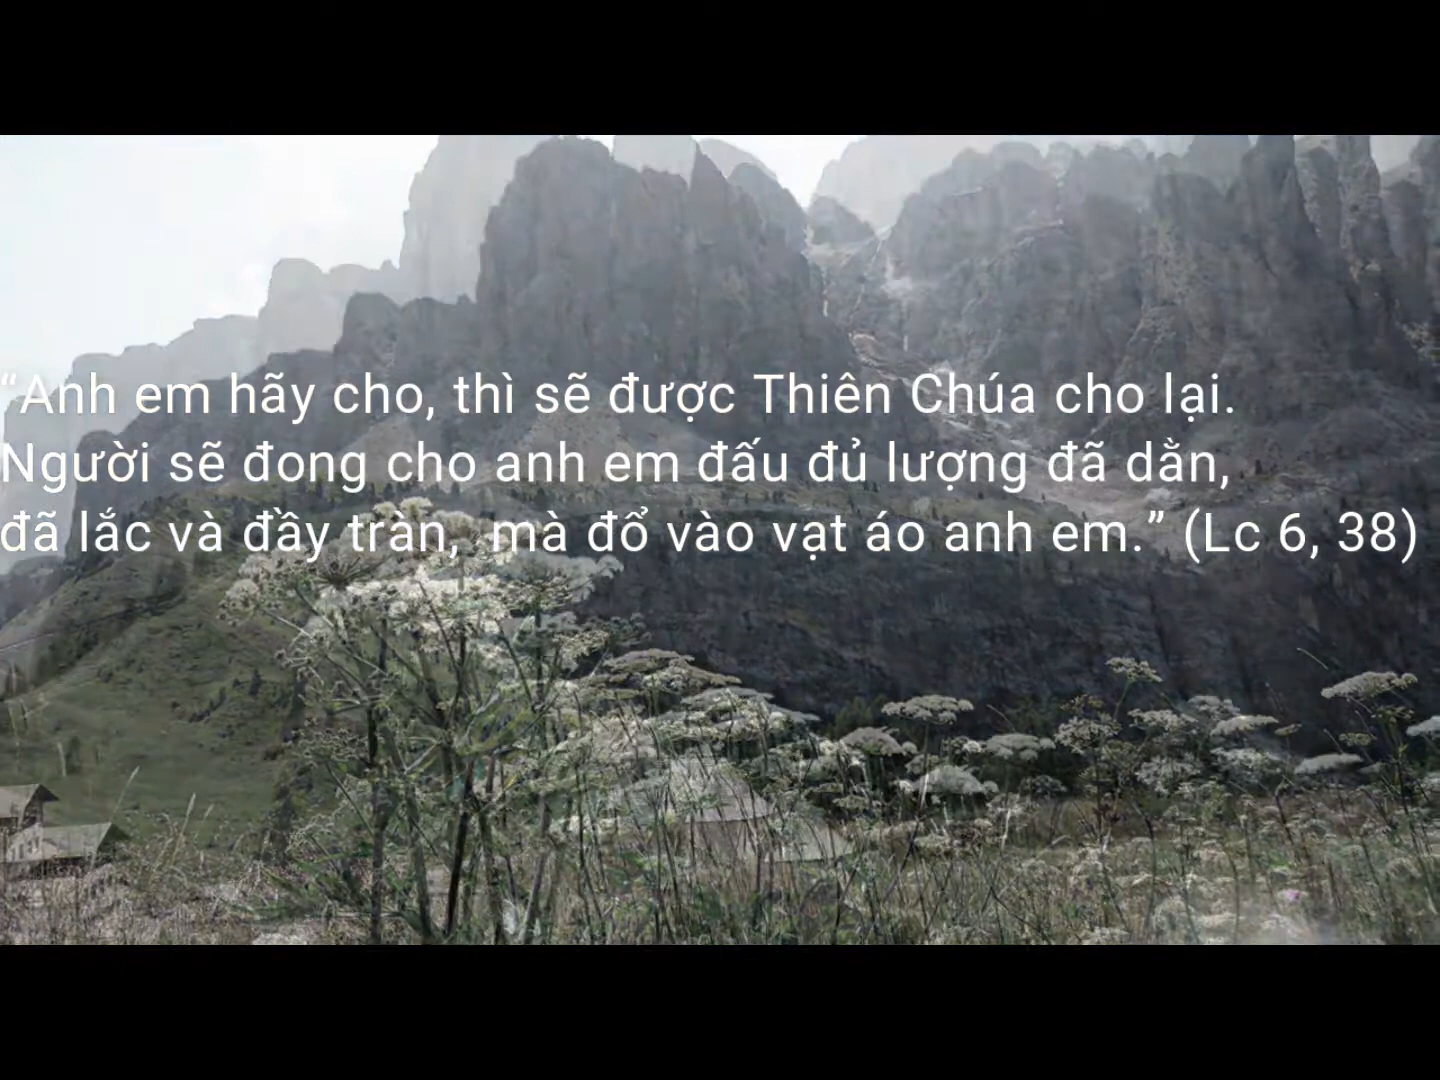 “Anh em hãy cho, thì sẽ được Thiên Chúa cho lại.
Người sẽ đong cho anh em đấu đủ lượng đã dằn,
đã lắc và đầy tràn, mà đổ vào vạt áo anh em.” (Lc 6, 38)